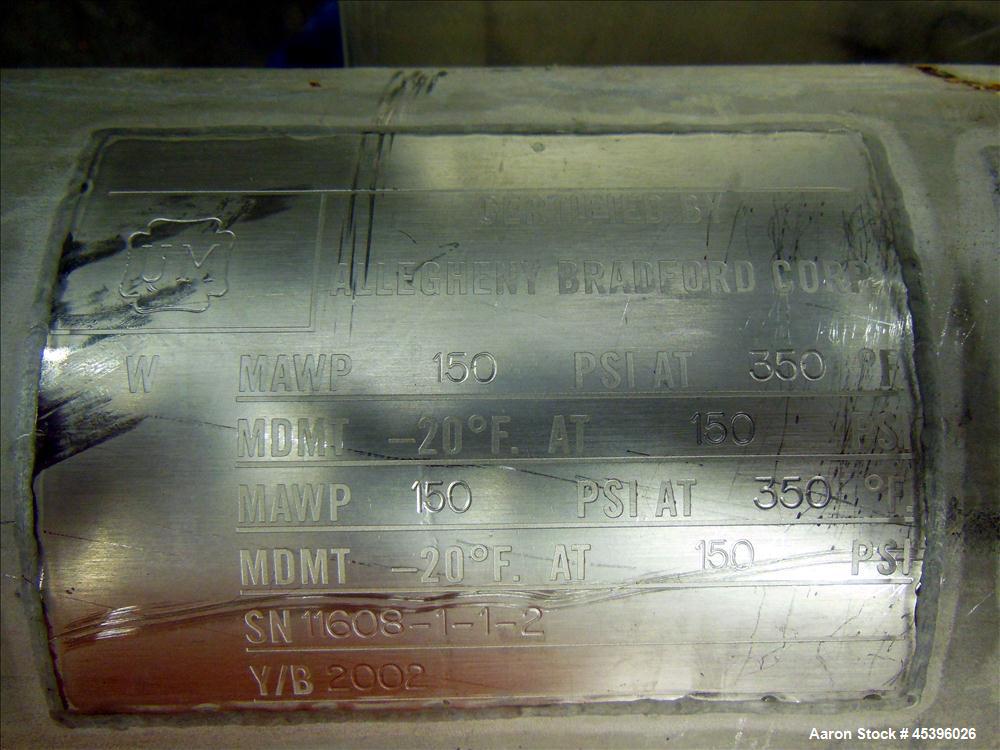 CERTIFIED BY
UM
ALLEGHENY BRADFORD CORP.
W MAWP 150 PSI AT 350 °F.
MDMT -20°F. AT 150 PSI
MAWP 150 PSI AT 350 °F.
MDMT -20°F. AT 150 PSI
SN 11608-1-1-2
Y/B 2002
Aaron Stock # 45396026